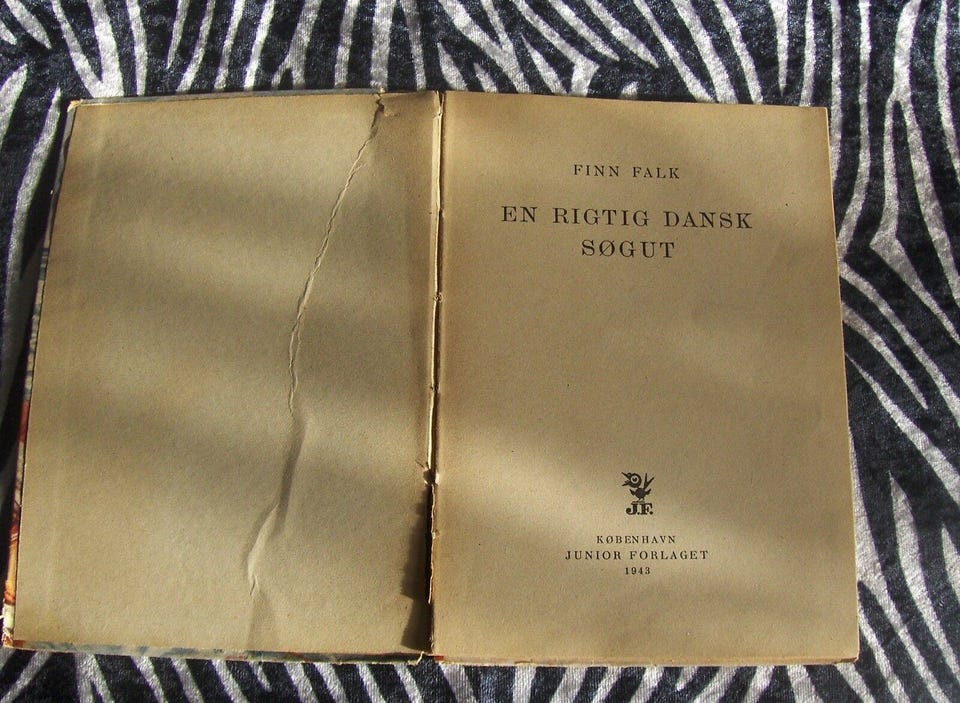 FINN FALK
EN RIGTIG DANSK
SØGUT
J.F.
KØBENHAVN
JUNIOR FORLAGET
1943